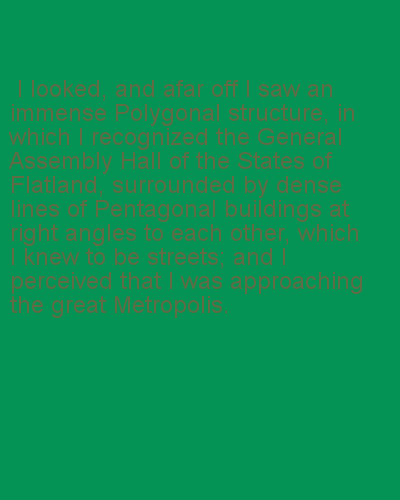 I looked, and afar off I saw an
immense Polygonal structure, in
which I recognized the General
Assembly Hall of the States of
Flatland, surrounded by dense
lines of Pentagonal buildings at
right angles to each other, which
I knew to be streets; and I
perceived that I was approaching
the great Metropolis.